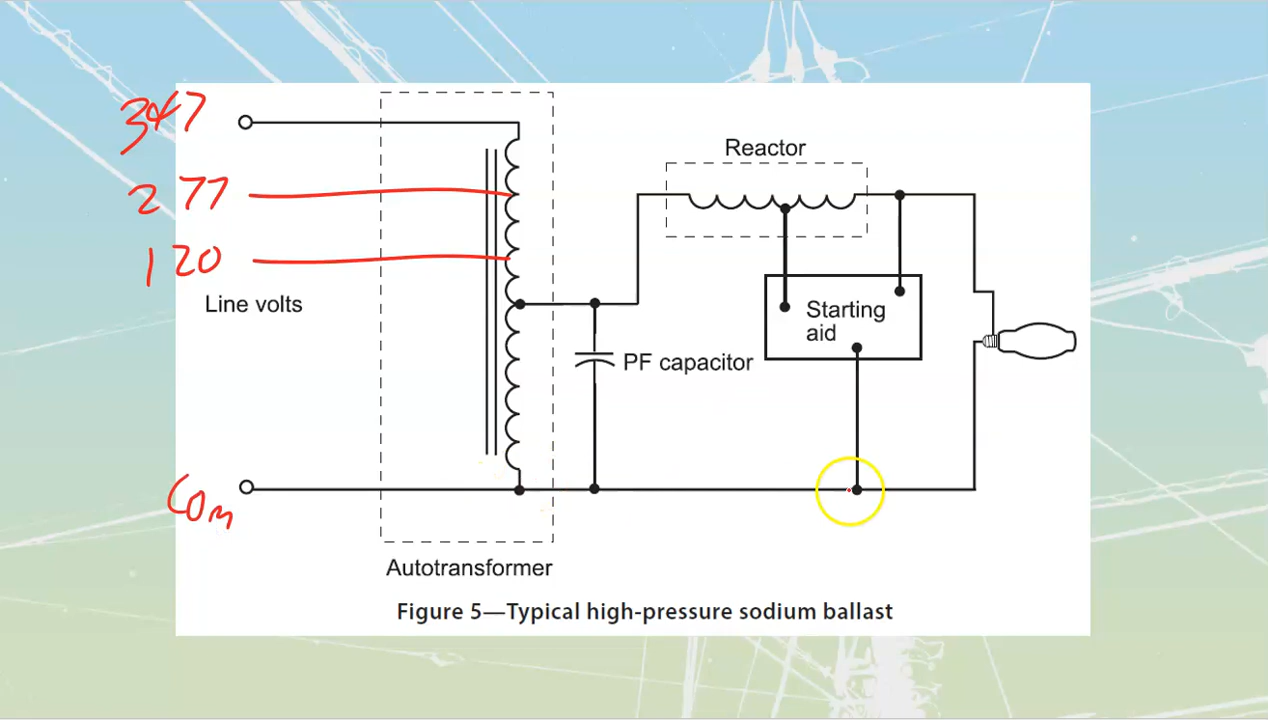 347
277
120
Line volts
Com
Reactor
Starting
aid
PF capacitor
Autotransformer
Figure 5—Typical high-pressure sodium ballast